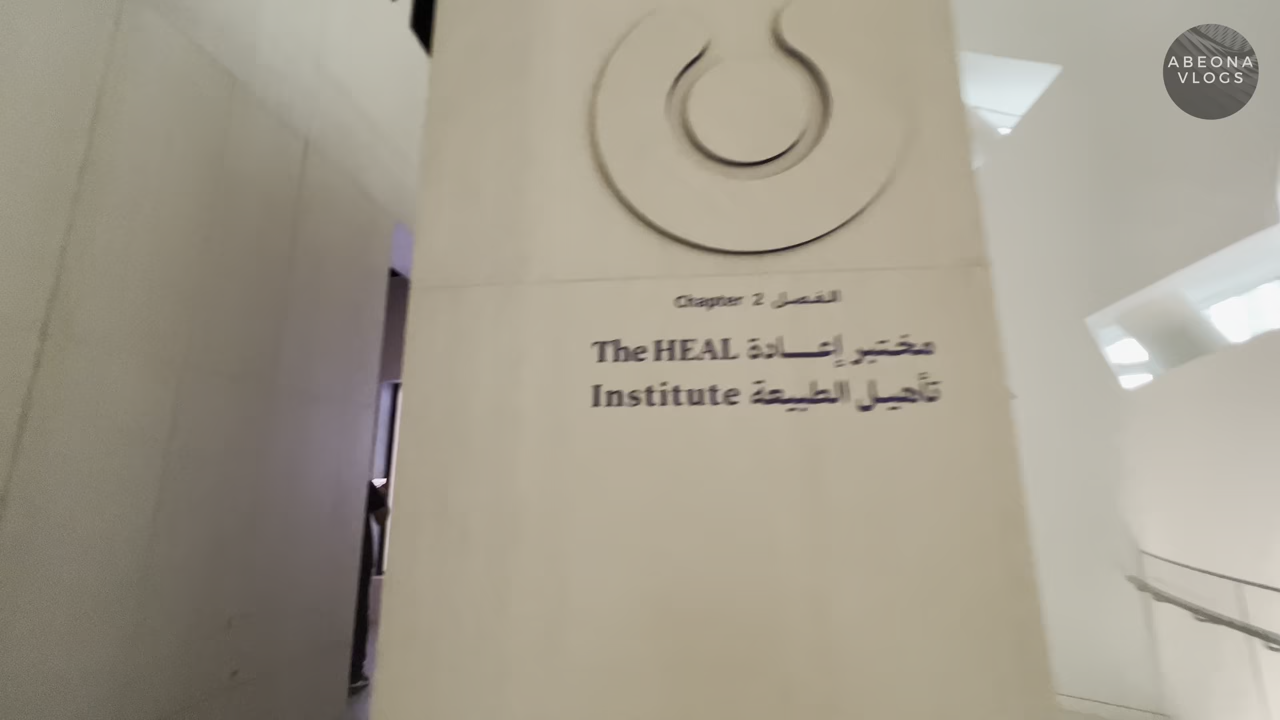 ABEONA
VLOGS
Chapter 2 الفصل
The HEAL مختبر إعادة
Institute تأهيل الطبيعة